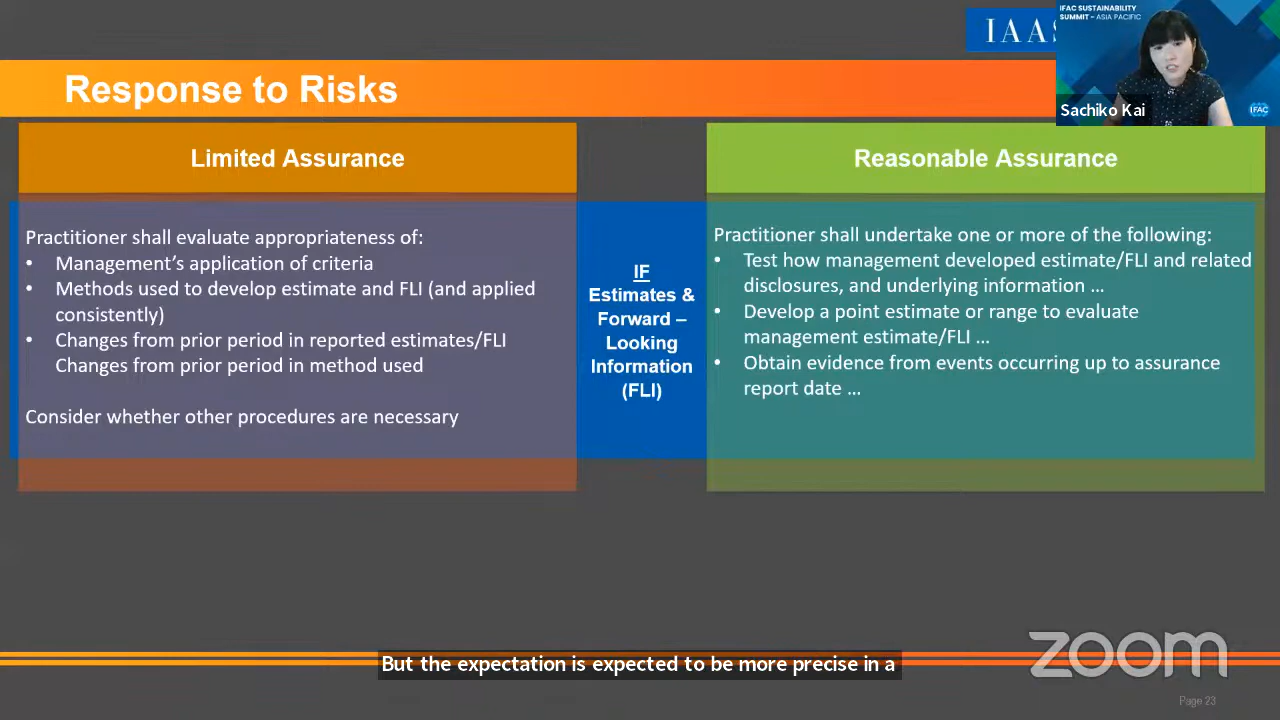 IFAC SUSTAINABILITY
SUMMIT - ASIA PACIFIC
IAAS
Sachiko Kai
IFAC
Response to Risks
Limited Assurance
Practitioner shall evaluate appropriateness of:
• Management’s application of criteria
• Methods used to develop estimate and FLI (and applied
consistently)
• Changes from prior period in reported estimates/FLI
Changes from prior period in method used
Consider whether other procedures are necessary
IF
Estimates &
Forward –
Looking
Information
(FLI)
Reasonable Assurance
Practitioner shall undertake one or more of the following:
• Test how management developed estimate/FLI and related
disclosures, and underlying information ...
• Develop a point estimate or range to evaluate
management estimate/FLI ...
• Obtain evidence from events occurring up to assurance
report date ...
zoom
But the expectation is expected to be more precise in a
Page 23